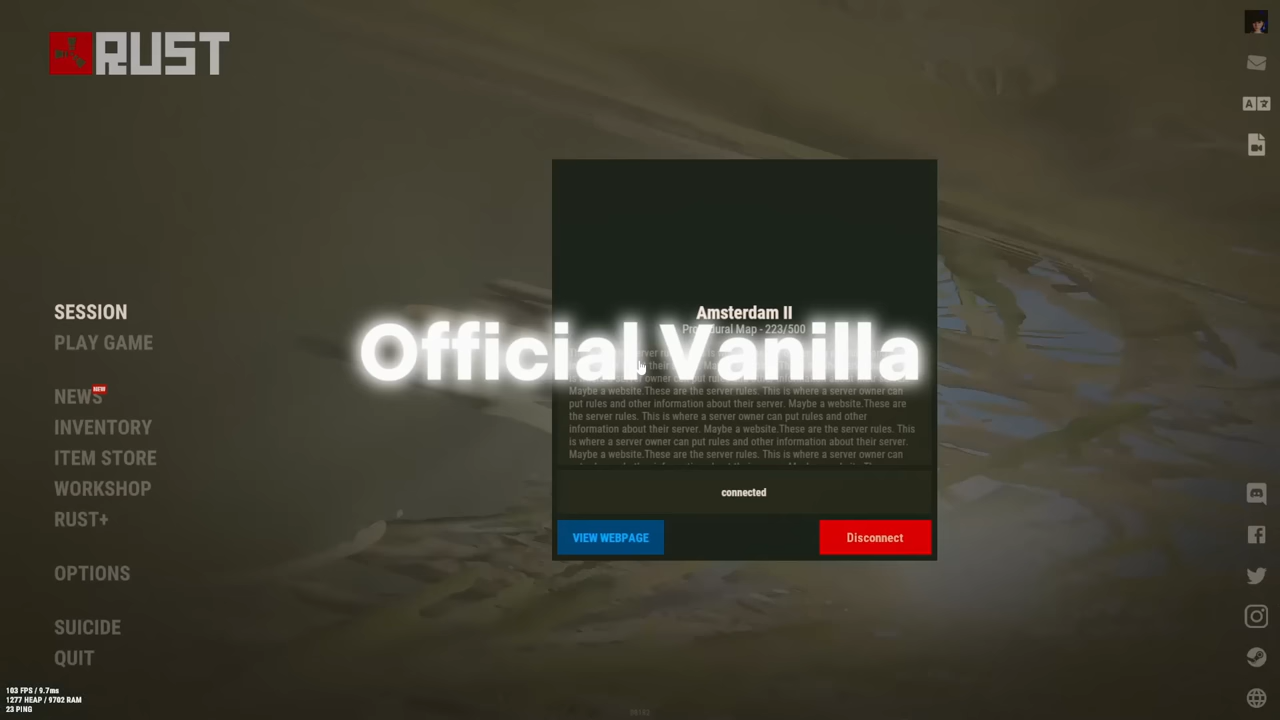 RUST
SESSION
PLAY GAME
NEWS NEW
INVENTORY
ITEM STORE
WORKSHOP
RUST+
OPTIONS
SUICIDE
QUIT
103 FPS / 9.7ms
1277 HEAP / 9702 RAM
23 PING
Amsterdam II
Map - 223/500
Official Vanilla
Maybe a website.These are the server rules. This is where a server owner can
put rules and other information about their server. Maybe a website.These are
the server rules. This is where a server owner can put rules and other
information about their server. Maybe a website.These are the server rules. This
is where a server owner can put rules and other information about their server.
Maybe a website.These are the server rules. This is where a server owner can
connected
VIEW WEBPAGE
Disconnect